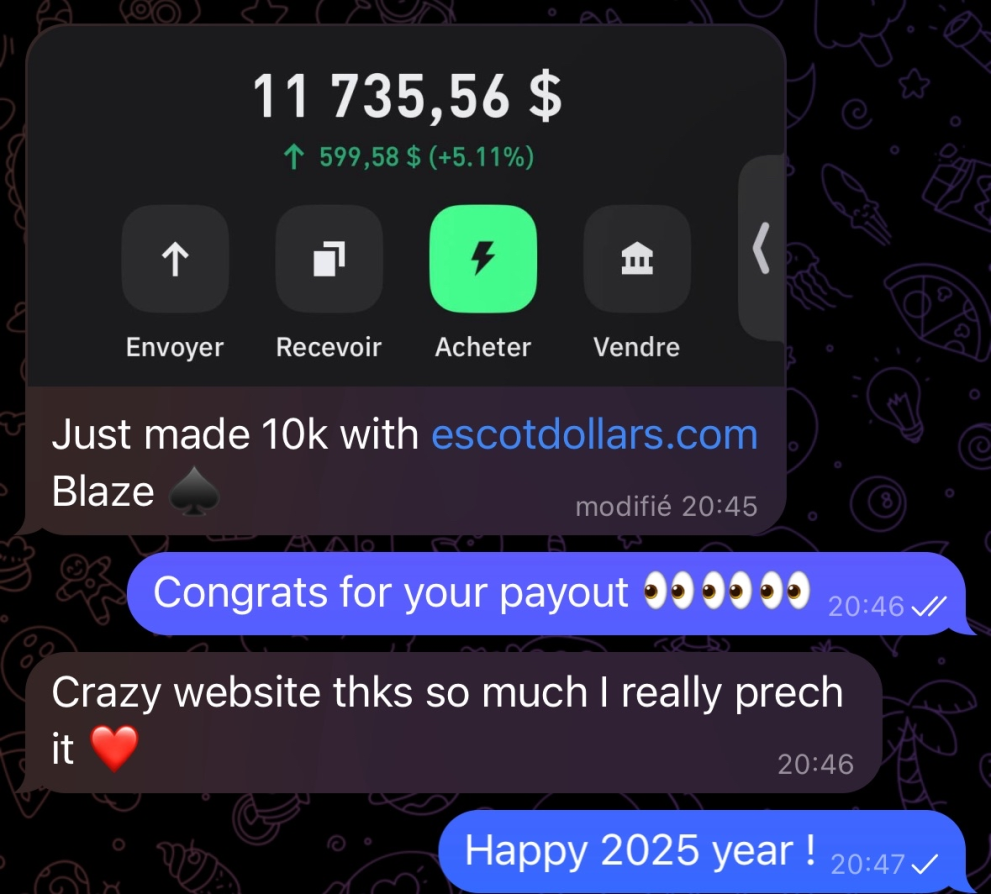 11 735,56 $
↑ 599,58 $ (+5.11%)
Envoyer Recevoir Acheter Vendre
Just made 10k with escotdollars.com
Blaze ♠️
modifié 20:45
Congrats for your payout 👀👀👀 20:46
Crazy website thks so much I really prech
it ❤️
20:46
Happy 2025 year ! 20:47